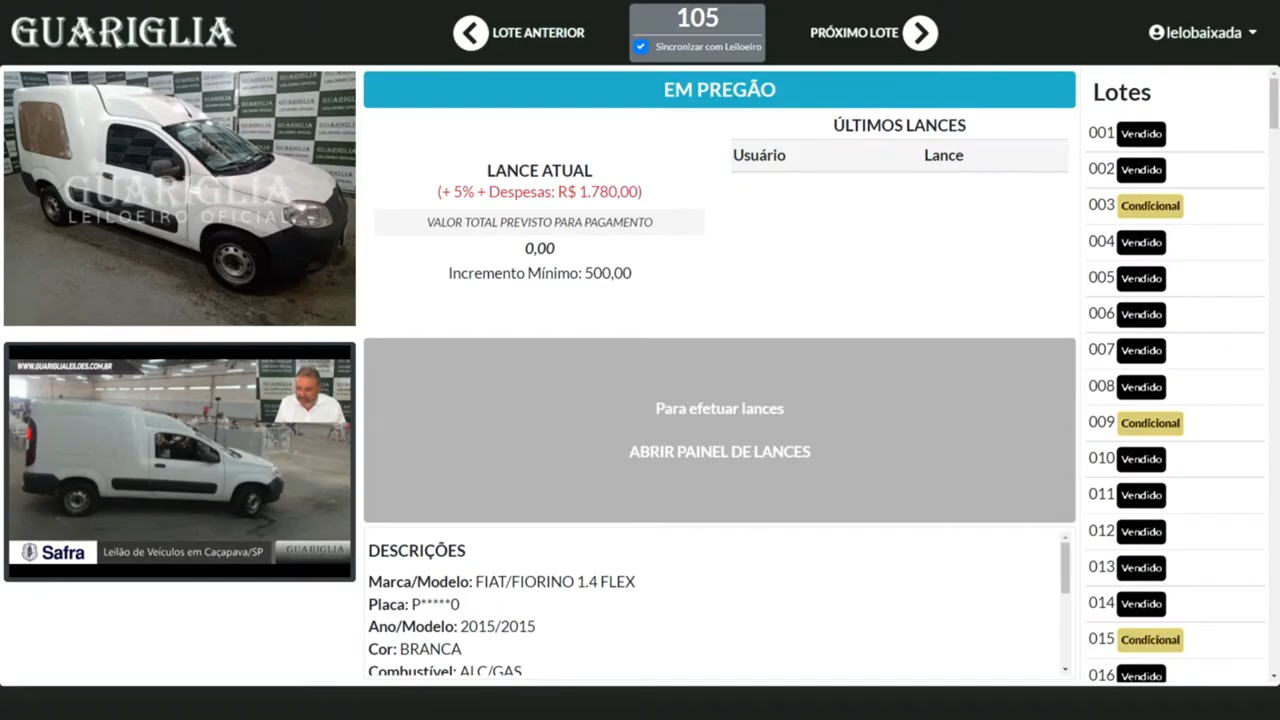 GUARIGLIA
LOTE ANTERIOR
105
Sincronizar com Leiloeiro
PRÓXIMO LOTE
lelobaixada
GUARIGLIA
LEILOEIRO OFICIAL
EM PREGÃO
LANCE ATUAL
(+ 5% + Despesas: R$ 1.780,00)
VALOR TOTAL PREVISTO PARA PAGAMENTO
0,00
Incremento Mínimo: 500,00
ÚLTIMOS LANCES
Usuário Lance
Para efetuar lances
ABRIR PAINEL DE LANCES
WWW.GUARIGLIALEILOES.COM.BR
Safra
Leilão de Veículos em Caçapava/SP
GUARIGLIA
DESCRIÇÕES
Marca/Modelo: FIAT/FIORINO 1.4 FLEX
Placa: P*****0
Ano/Modelo: 2015/2015
Cor: BRANCA
Combustível: ALC/GAS
Lotes
001 Vendido
002 Vendido
003 Condicional
004 Vendido
005 Vendido
006 Vendido
007 Vendido
008 Vendido
009 Condicional
010 Vendido
011 Vendido
012 Vendido
013 Vendido
014 Vendido
015 Condicional
016 Vendido